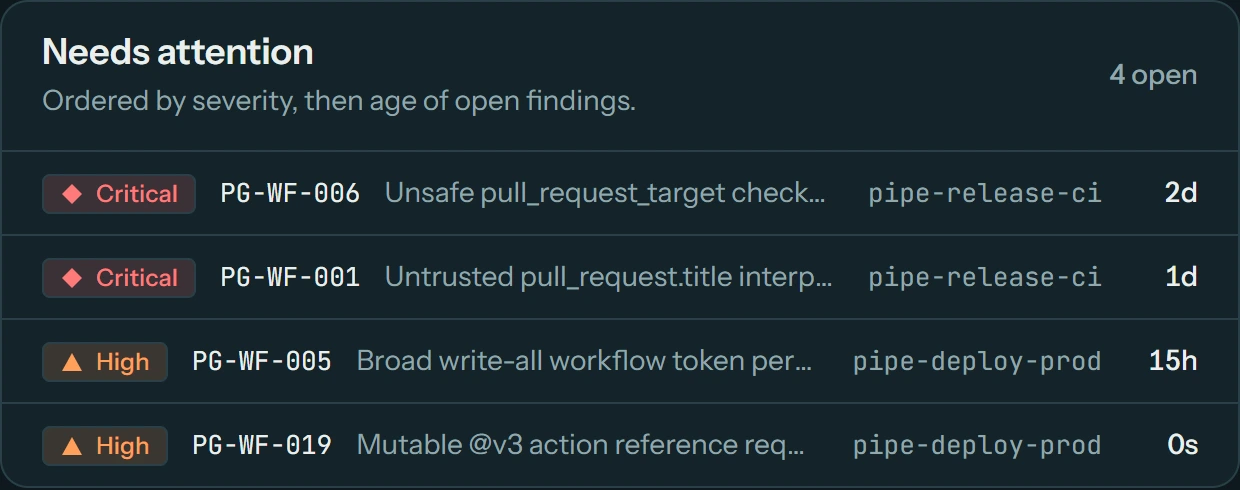 Needs attention
Ordered by severity, then age of open findings.
4 open
Critical PG-WF-006 Unsafe pull_request_target check... pipe-release-ci 2d
Critical PG-WF-001 Untrusted pull_request.title interp... pipe-release-ci 1d
High PG-WF-005 Broad write-all workflow token per... pipe-deploy-prod 15h
High PG-WF-019 Mutable @v3 action reference req... pipe-deploy-prod 0s